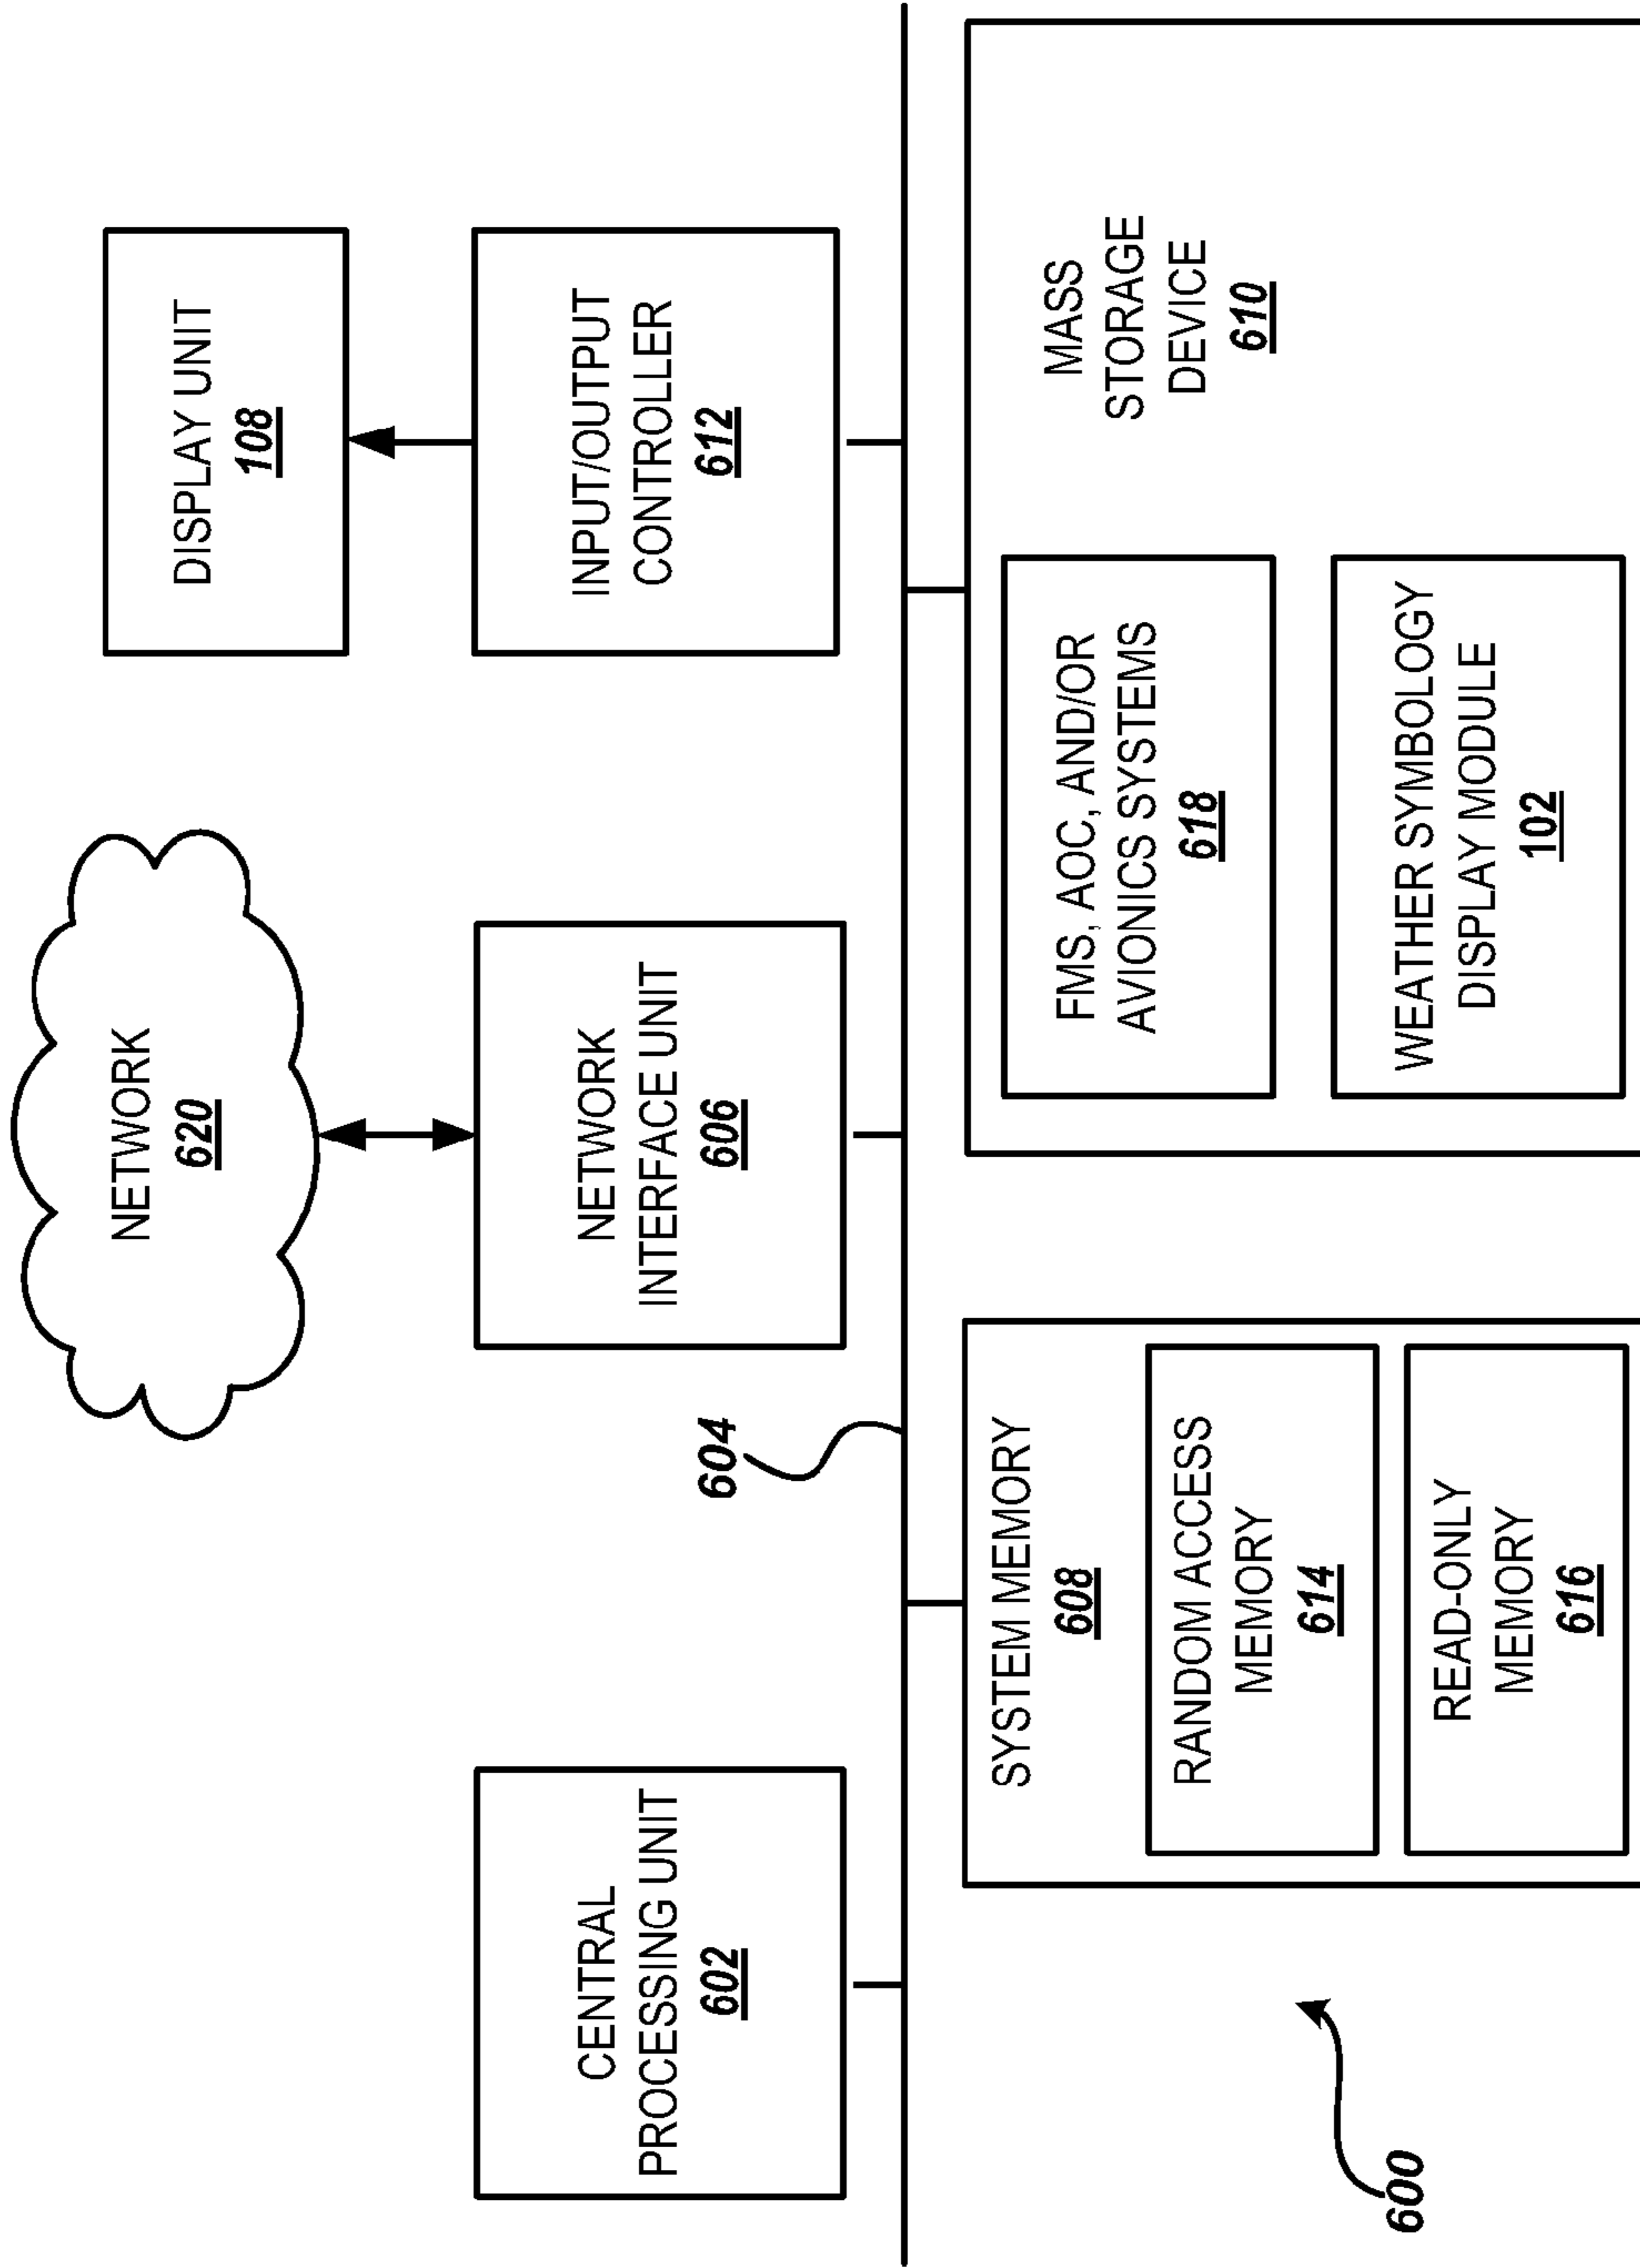 NETWORK
620
DISPLAY UNIT
108
CENTRAL
PROCESSING UNIT
602
NETWORK
INTERFACE UNIT
606
INPUT/OUTPUT
CONTROLLER
612
604
SYSTEM MEMORY
608
RANDOM ACCESS
MEMORY
614
READ-ONLY
MEMORY
616
FMS, AOC, AND/OR
AVIONICS SYSTEMS
618
WEATHER SYMBOLOGY
DISPLAY MODULE
102
MASS
STORAGE
DEVICE
610
600